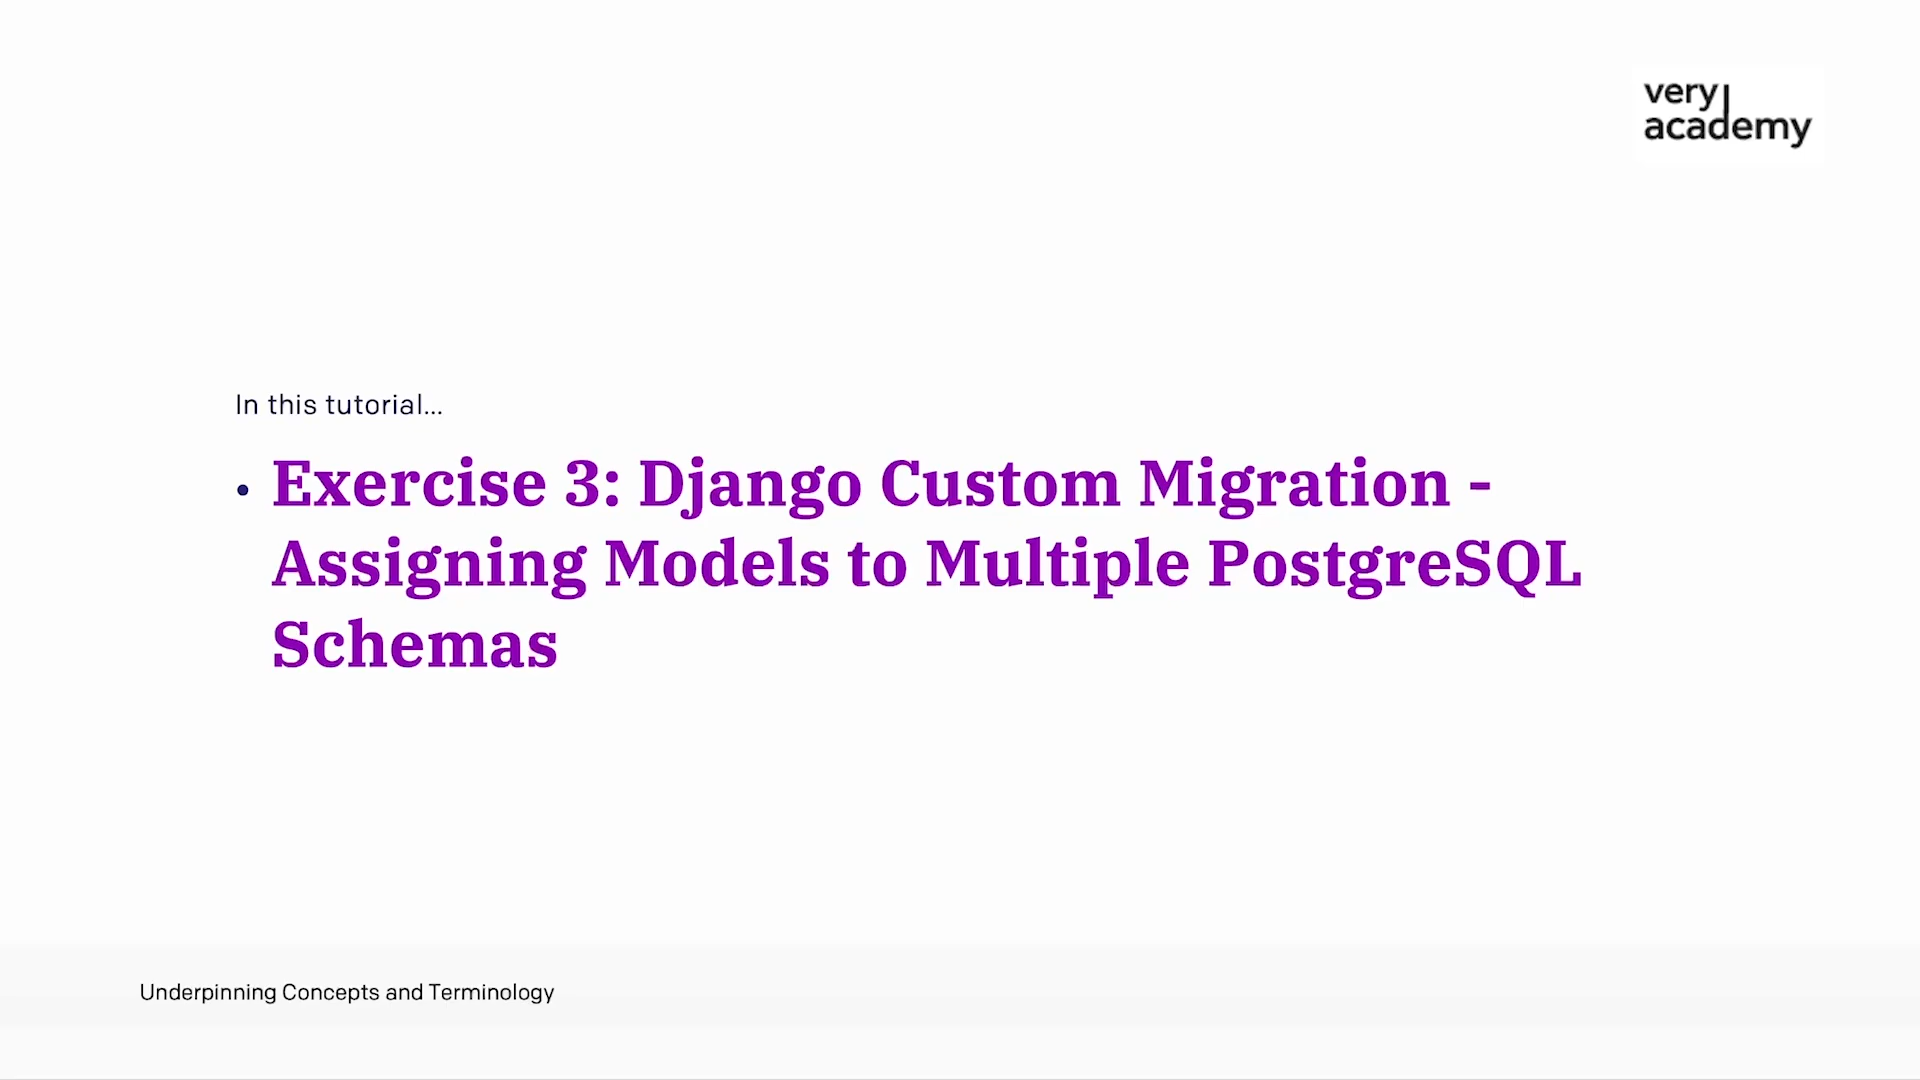 very
academy
In this tutorial...
• Exercise 3: Django Custom Migration -
Assigning Models to Multiple PostgreSQL
Schemas
Underpinning Concepts and Terminology